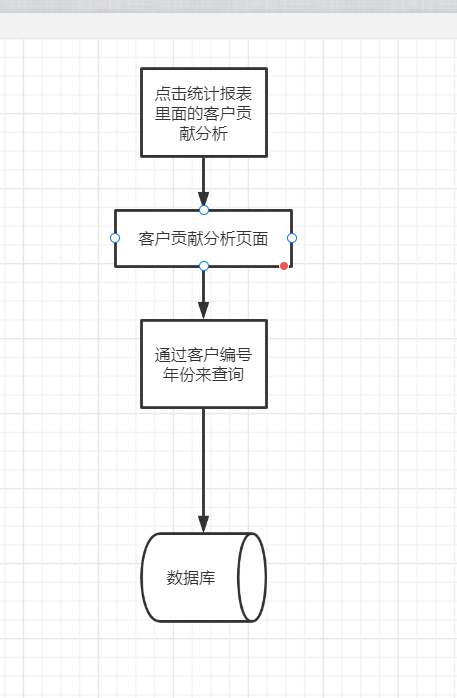 点击统计报表
里面的客户贡
献分析
客户贡献分析页面
通过客户编号
年份来查询
数据库